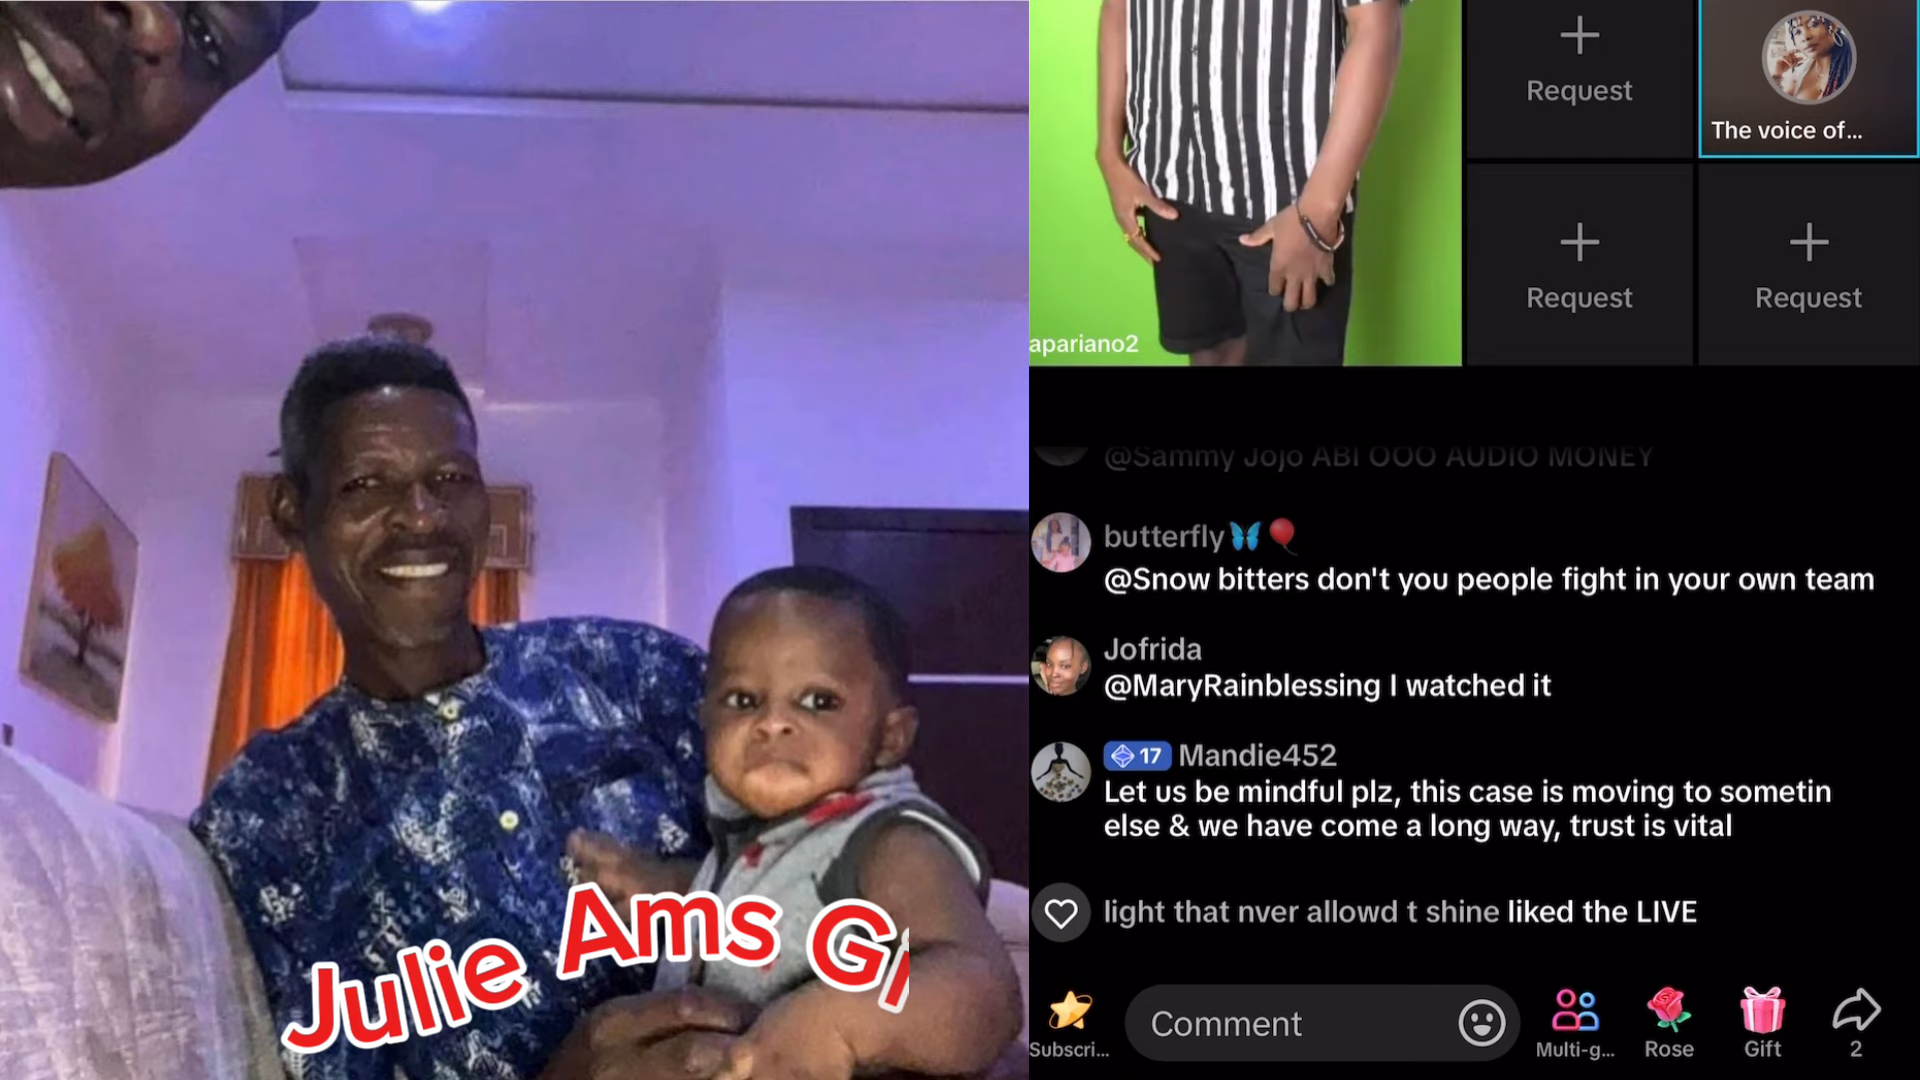 Julie Ams
Request
The voice of...
Request
Request
apariano2
@Sammy Jojo ABI OOO AUDIO MONEY
butterfly🦋🎈
@Snow bitters don't you people fight in your own team
Jofrida
@MaryRainblessing I watched it
17 Mandie452
Let us be mindful plz, this case is moving to sometin
else & we have come a long way, trust is vital
light that nver allowd t shine liked the LIVE
Comment
Subscri...
Multi-g...
Rose
Gift
2